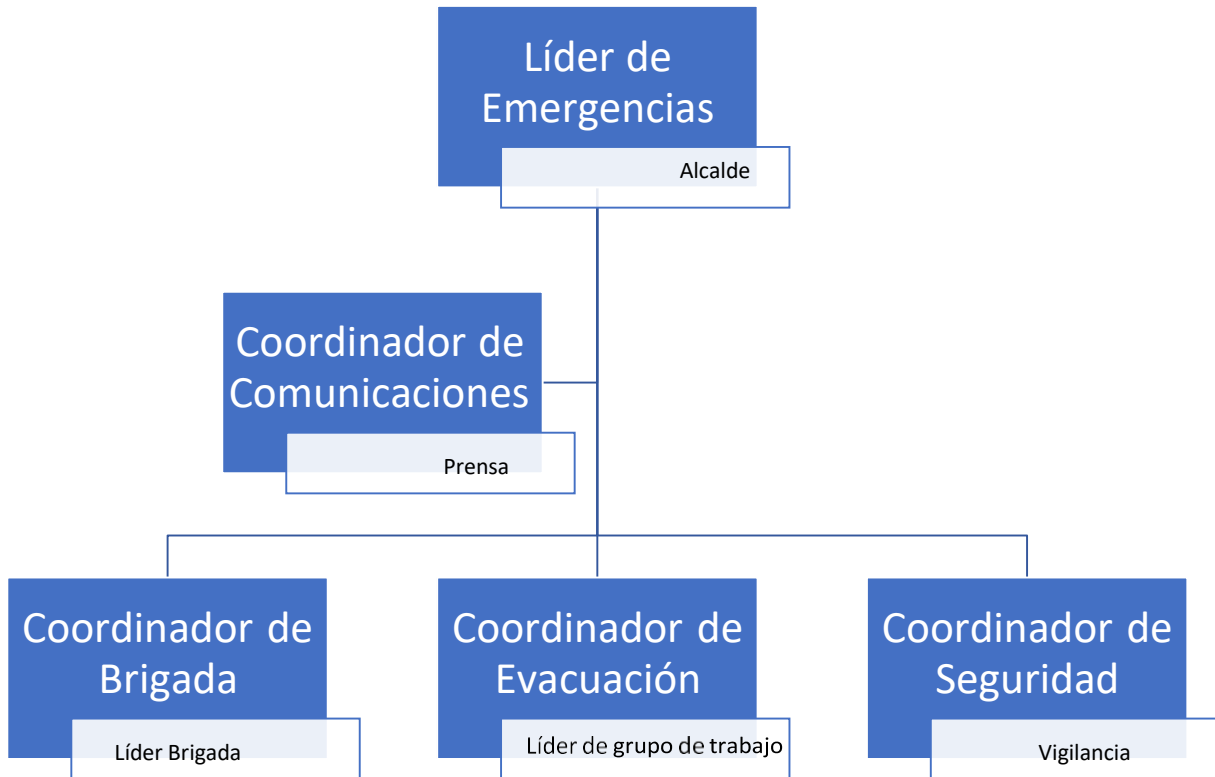 Líder de
Emergencias
Alcalde
Coordinador de
Comunicaciones
Prensa
Coordinador de
Brigada
Líder Brigada
Coordinador de
Evacuación
Líder de grupo de trabajo
Coordinador de
Seguridad
Vigilancia